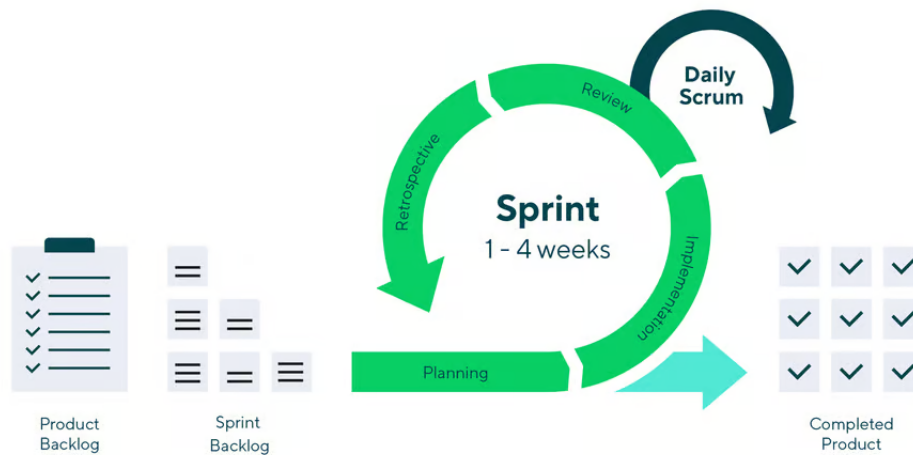 Daily
Scrum
Review
Retrospective
Sprint
1 - 4 weeks
Implementation
Planning
Product
Backlog
Sprint
Backlog
Completed
Product